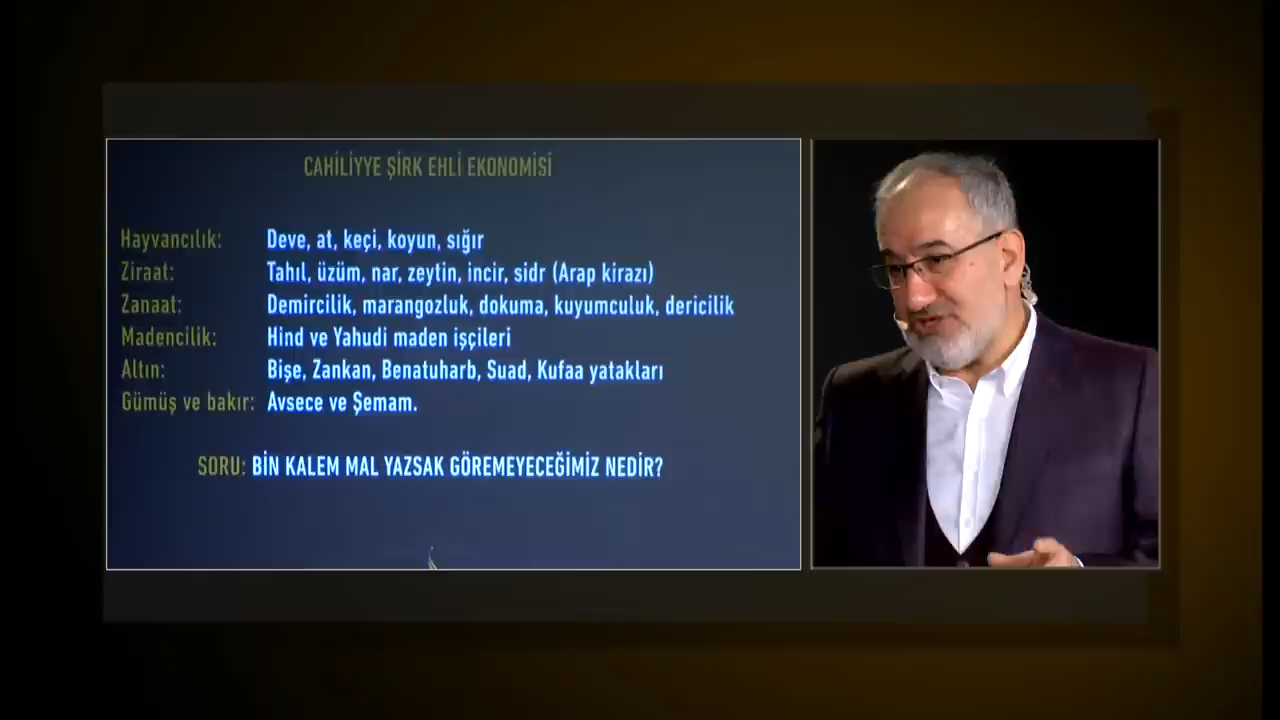 CAHİLİYYE ŞİRK EHLİ EKONOMİSİ
Hayvancılık: Deve, at, keçi, koyun, sığır
Ziraat: Tahıl, üzüm, nar, zeytin, incir, sidr (Arap kirazı)
Zanaat: Demircilik, marangozluk, dokuma, kuyumculuk, dericilik
Madencilik: Hind ve Yahudi maden işçileri
Altın: Bişe, Zankan, Benatuharb, Suad, Kufaa yatakları
Gümüş ve bakır: Avsece ve Şemam.
SORU: BİN KALEM MAL YAZSAK GÖREMEYECEĞİMİZ NEDİR?